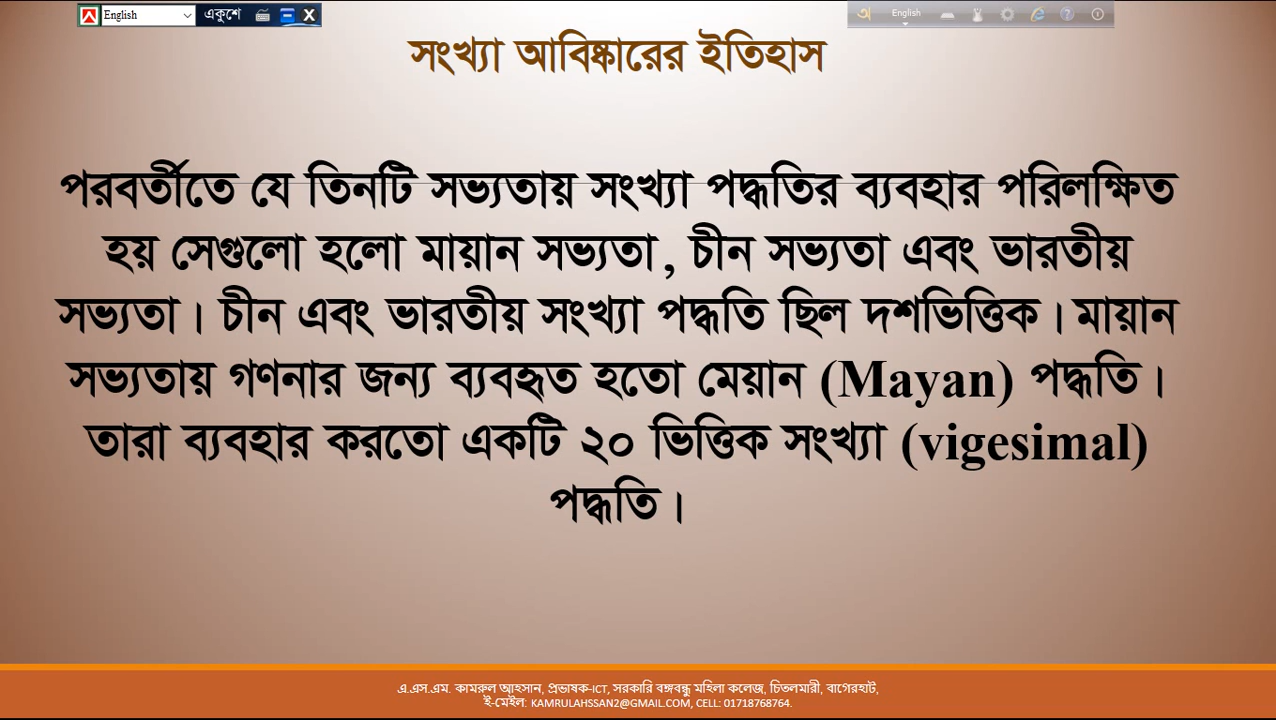 English একুশে
English
সংখ্যা আবিষ্কারের ইতিহাস
পরবর্তীতে যে তিনটি সভ্যতায় সংখ্যা পদ্ধতির ব্যবহার পরিলক্ষিত
হয় সেগুলো হলো মায়ান সভ্যতা, চীন সভ্যতা এবং ভারতীয়
সভ্যতা। চীন এবং ভারতীয় সংখ্যা পদ্ধতি ছিল দশভিত্তিক। মায়ান
সভ্যতায় গণনার জন্য ব্যবহৃত হতো মেয়ান (Mayan) পদ্ধতি।
তারা ব্যবহার করতো একটি ২০ ভিত্তিক সংখ্যা (vigesimal)
পদ্ধতি।
এ.এস.এম. কামরুল আহসান, প্রভাষক-ICT, সরকারি বঙ্গবন্ধু মহিলা কলেজ, চিতলমারী, বাগেরহাট,
ই-মেইল: KAMRULAHSSAN2@GMAIL.COM, CELL: 01718768764.